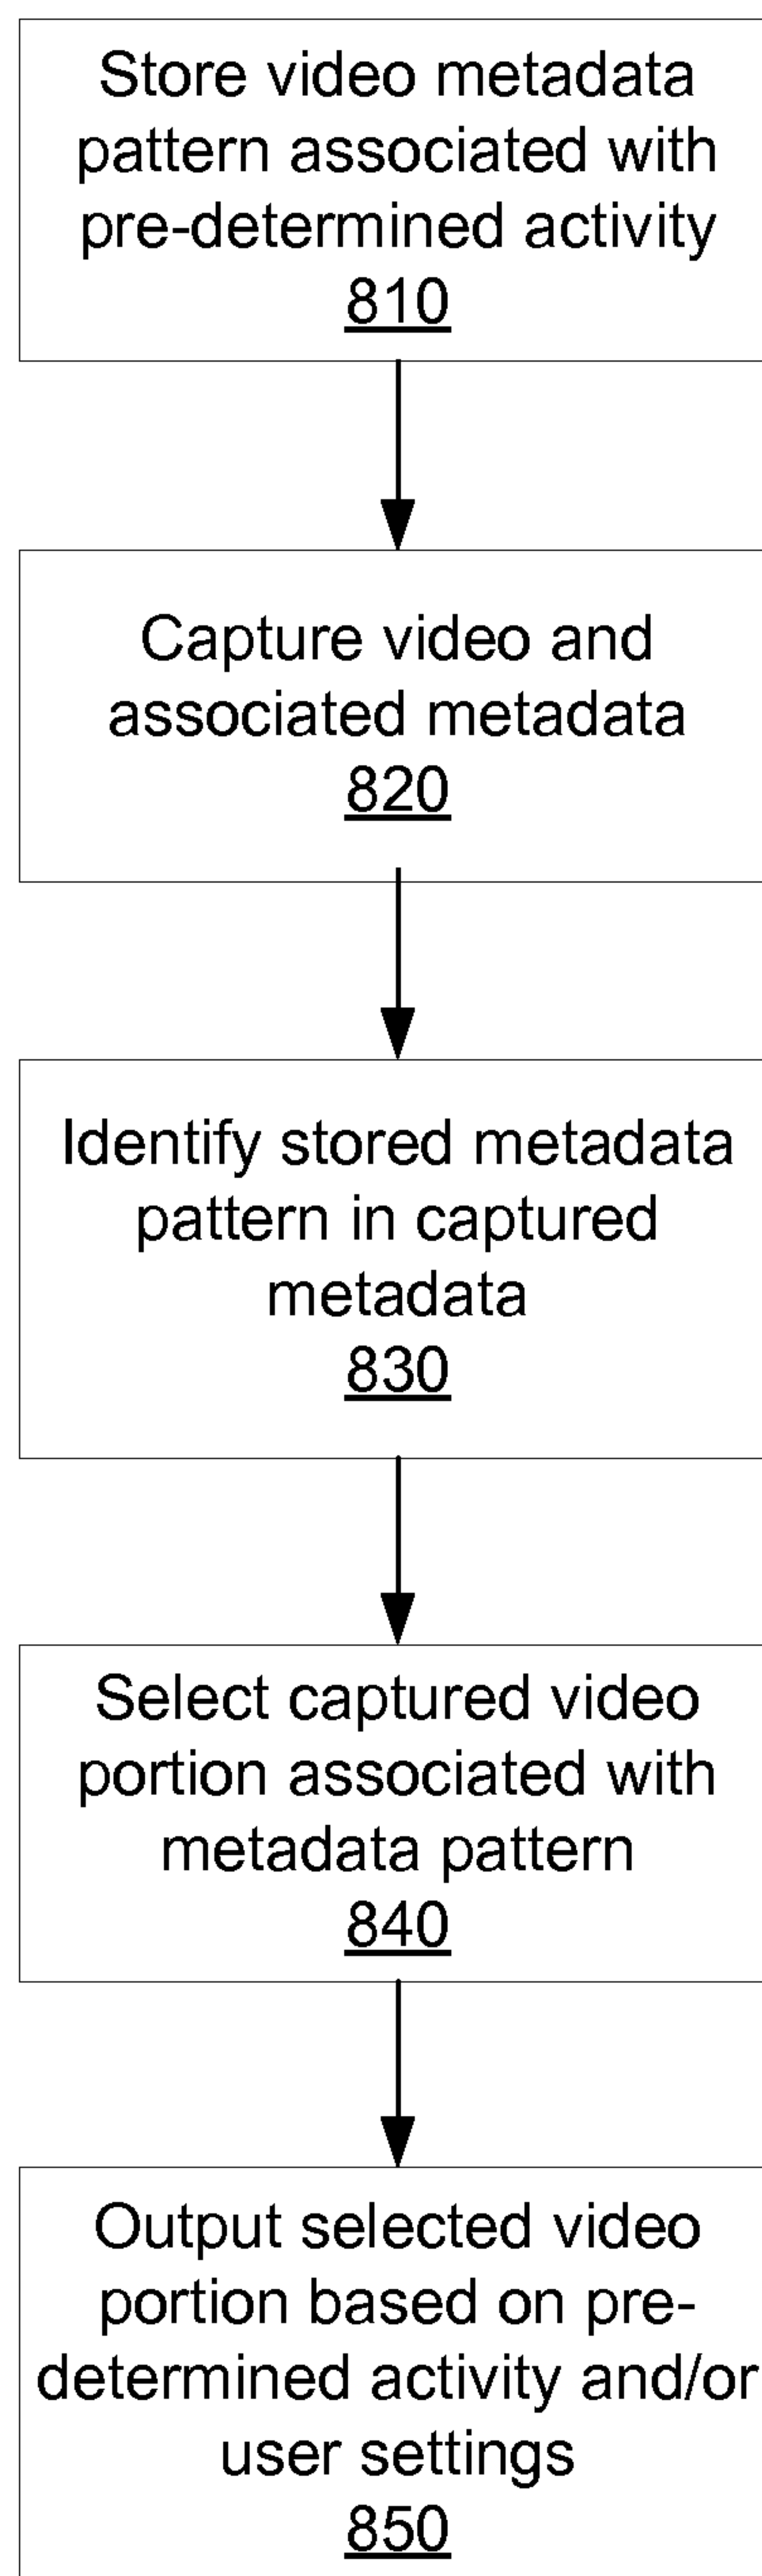 Store video metadata
pattern associated with
pre-determined activity
810
Capture video and
associated metadata
820
Identify stored metadata
pattern in captured
metadata
830
Select captured video
portion associated with
metadata pattern
840
Output selected video
portion based on pre-
determined activity and/or
user settings
850